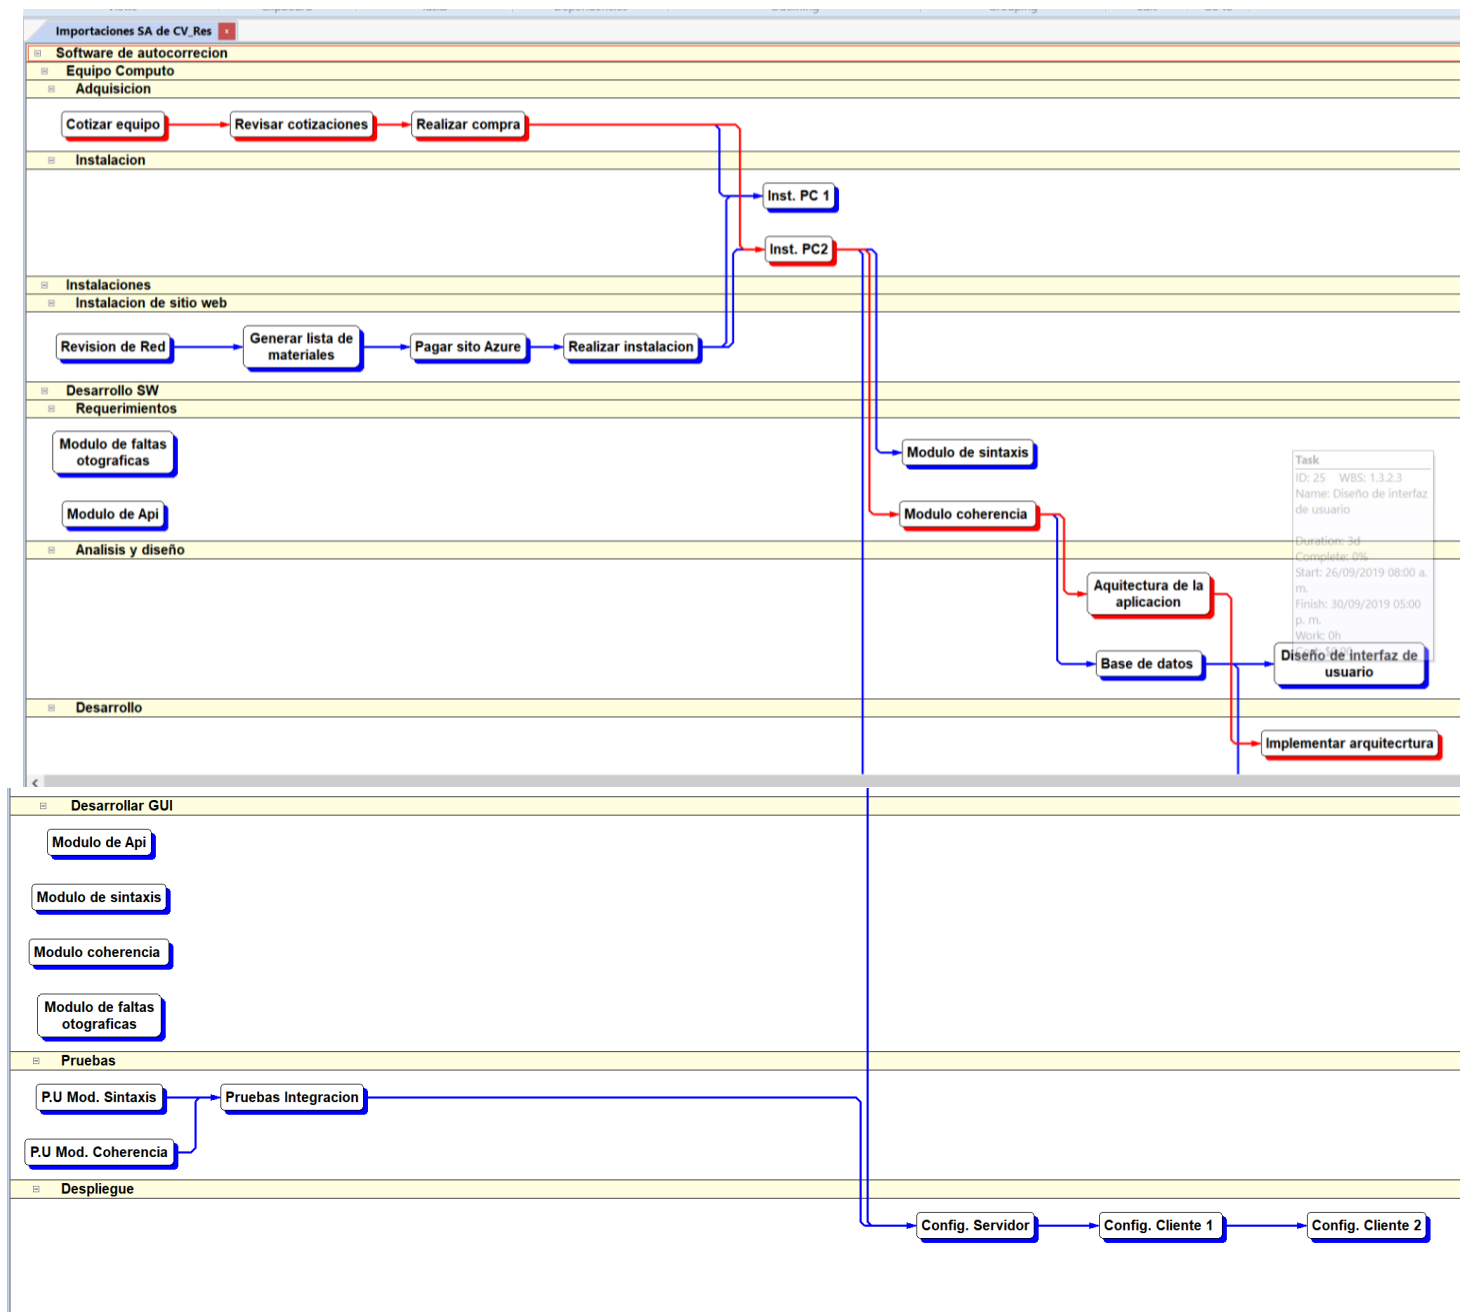 Importaciones SA de CV_Res
Software de autocorrecion
Equipo Computo
Adquisicion
Cotizar equipo
Revisar cotizaciones
Realizar compra
Instalacion
Inst. PC 1
Inst. PC2
Instalaciones
Instalacion de sitio web
Revision de Red
Generar lista de
materiales
Pagar sito Azure
Realizar instalacion
Desarrollo SW
Requerimientos
Modulo de faltas
otograficas
Modulo de sintaxis
Modulo de Api
Modulo coherencia
Task
ID: 25 WBS: 1.3.2.3
Name: Diseño de interfaz
de usuario
Duration: 3d
Complete: 0%
Start: 26/09/2019 08:00 a.
m.
Finish: 30/09/2019 05:00
p. m.
Work: 0h
Analisis y diseño
Aquitectura de la
aplicacion
Base de datos
Diseño de interfaz de
usuario
Desarrollo
Implementar arquitecrtura
Desarrollar GUI
Modulo de Api
Modulo de sintaxis
Modulo coherencia
Modulo de faltas
otograficas
Pruebas
P.U Mod. Sintaxis
Pruebas Integracion
P.U Mod. Coherencia
Despliegue
Config. Servidor
Config. Cliente 1
Config. Cliente 2